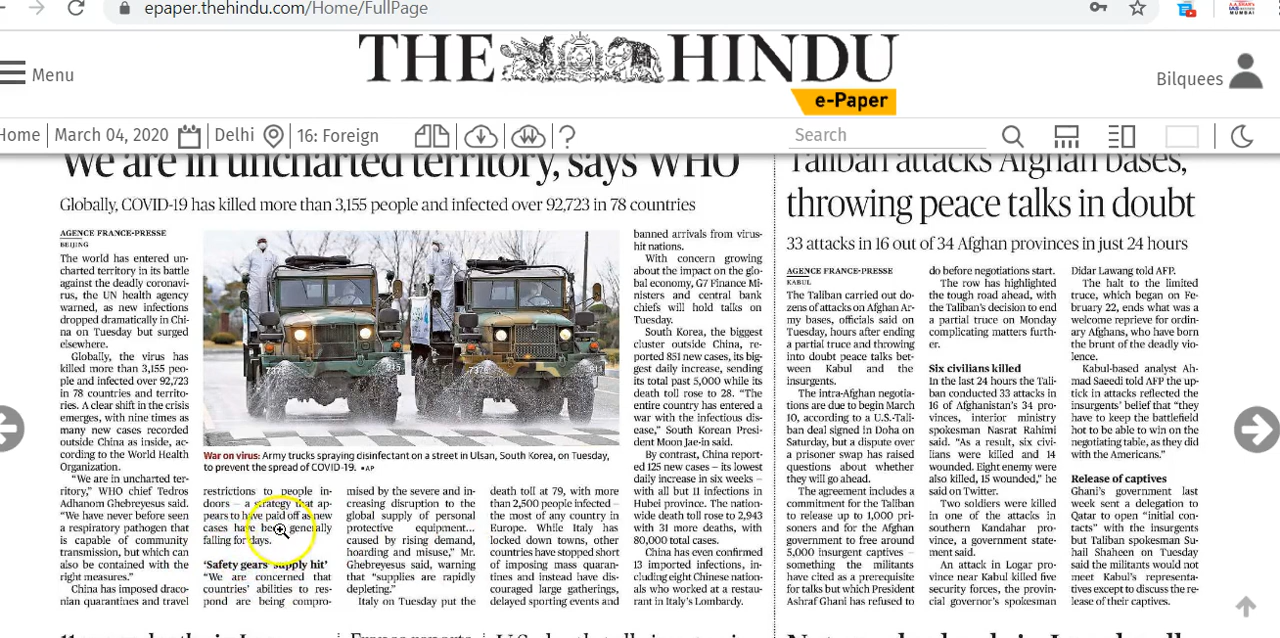 epaper.thehindu.com/Home/FullPage
Menu
THE HINDU
e-Paper
Bilquees
Home
March 04, 2020
Delhi
16: Foreign
?
Search
We are in uncharted territory, says WHO
Globally, COVID-19 has killed more than 3,155 people and infected over 92,723 in 78 countries
AGENCE FRANCE-PRESSE
BEIJING
The world has entered un-
charted territory in its battle
against the deadly coronavi-
rus, the UN health agency
warned, as new infections
dropped dramatically in Chi-
na on Tuesday but surged
elsewhere.
Globally, the virus has
killed more than 3,155 peo-
ple and infected over 92,723
in 78 countries and territo-
ries. A clear shift in the crisis
emerges, with nine times as
many new cases recorded
outside China as inside, ac-
cording to the World Health
Organization.
"We are in uncharted ter-
ritory," WHO chief Tedros
Adhanom Ghebreyesus said.
"We have never before seen
a respiratory pathogen that
is capable of community
transmission, but which can
also be contained with the
right measures."
China has imposed draco-
nian quarantines and travel
War on virus: Army trucks spraying disinfectant on a street in Ulsan, South Korea, on Tuesday,
to prevent the spread of COVID-19. •AP
restrictions to people in-
doors – a strategy that ap-
pears to have paid off as new
cases have been generally
falling for days.
'Safety gears' supply hit'
"We are concerned that
countries' abilities to res-
pond are being compro-
mised by the severe and in-
creasing disruption to the
global supply of personal
protective equipment...
caused by rising demand,
hoarding and misuse," Mr.
Ghebreyesus said, warning
that "supplies are rapidly
depleting."
Italy on Tuesday put the
death toll at 79, with more
than 2,500 people infected –
the most of any country in
Europe. While Italy has
locked down towns, other
countries have stopped short
of imposing mass quaran-
tines and instead have dis-
couraged large gatherings,
delayed sporting events and
banned arrivals from virus-
hit nations.
With concern growing
about the impact on the glo-
bal economy, G7 Finance Mi-
nisters and central bank
chiefs will hold talks on
Tuesday.
South Korea, the biggest
cluster outside China, re-
ported 851 new cases, its big-
gest daily increase, sending
its total past 5,000 while its
death toll rose to 28. "The
entire country has entered a
war with the infectious dis-
ease," South Korean Presi-
dent Moon Jae-in said.
By contrast, China report-
ed 125 new cases – its lowest
daily increase in six weeks –
with all but 11 infections in
Hubei province. The nation-
wide death toll rose to 2,943
with 31 more deaths, with
80,000 total cases.
China has even confirmed
13 imported infections, in-
cluding eight Chinese nation-
als who worked at a restau-
rant in Italy's Lombardy.
Taliban attacks Afghan bases,
throwing peace talks in doubt
33 attacks in 16 out of 34 Afghan provinces in just 24 hours
AGENCE FRANCE-PRESSE
KABUL
The Taliban carried out do-
zens of attacks on Afghan Ar-
my bases, officials said on
Tuesday, hours after ending
a partial truce and throwing
into doubt peace talks bet-
ween Kabul and the
insurgents.
The intra-Afghan negotia-
tions are due to begin March
10, according to a U.S.-Tali-
ban deal signed in Doha on
Saturday, but a dispute over
a prisoner swap has raised
questions about whether
they will go ahead.
The agreement includes a
commitment for the Taliban
to release up to 1,000 pri-
soners and for the Afghan
government to free around
5,000 insurgent captives –
something the militants
have cited as a prerequisite
for talks but which President
Ashraf Ghani has refused to
do before negotiations start.
The row has highlighted
the tough road ahead, with
the Taliban's decision to end
a partial truce on Monday
complicating matters furth-
er.
Six civilians killed
In the last 24 hours the Tali-
ban conducted 33 attacks in
16 of Afghanistan's 34 pro-
vinces, interior ministry
spokesman Nasrat Rahimi
said. "As a result, six civi-
lians were killed and 14
wounded. Eight enemy were
also killed, 15 wounded," he
said on Twitter.
Two soldiers were killed
in one of the attacks in
southern Kandahar pro-
vince, a government state-
ment said.
An attack in Logar pro-
vince near Kabul killed five
security forces, the provin-
cial governor's spokesman
Didar Lawang told AFP.
The halt to the limited
truce, which began on Fe-
bruary 22, ends what was a
welcome reprieve for ordin-
ary Afghans, who have born
the brunt of the deadly vio-
lence.
Kabul-based analyst Ah-
mad Saeedi told AFP the up-
tick in attacks reflected the
insurgents' belief that "they
have to keep the battlefield
hot to be able to win on the
negotiating table, as they did
with the Americans."
Release of captives
Ghani's government last
week sent a delegation to
Qatar to open "initial con-
tacts" with the insurgents
but Taliban spokesman Su-
hail Shaheen on Tuesday
said the militants would not
meet Kabul's representa-
tives except to discuss the re-
lease of their captives.